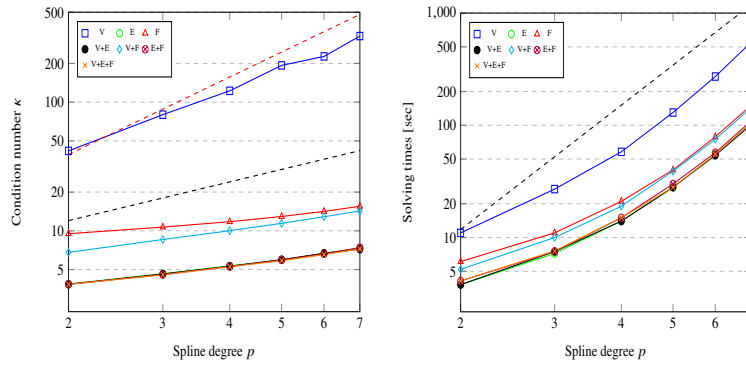 500
200
100
50
20
10
5
2
3
4
5
6
7
Condition number κ
Spline degree p
V
E
F
V+E
V+F
E+F
V+E+F
1,000
500
200
100
50
20
10
5
2
3
4
5
6
Solving times [sec]
Spline degree p
V
E
F
V+E
V+F
E+F
V+E+F